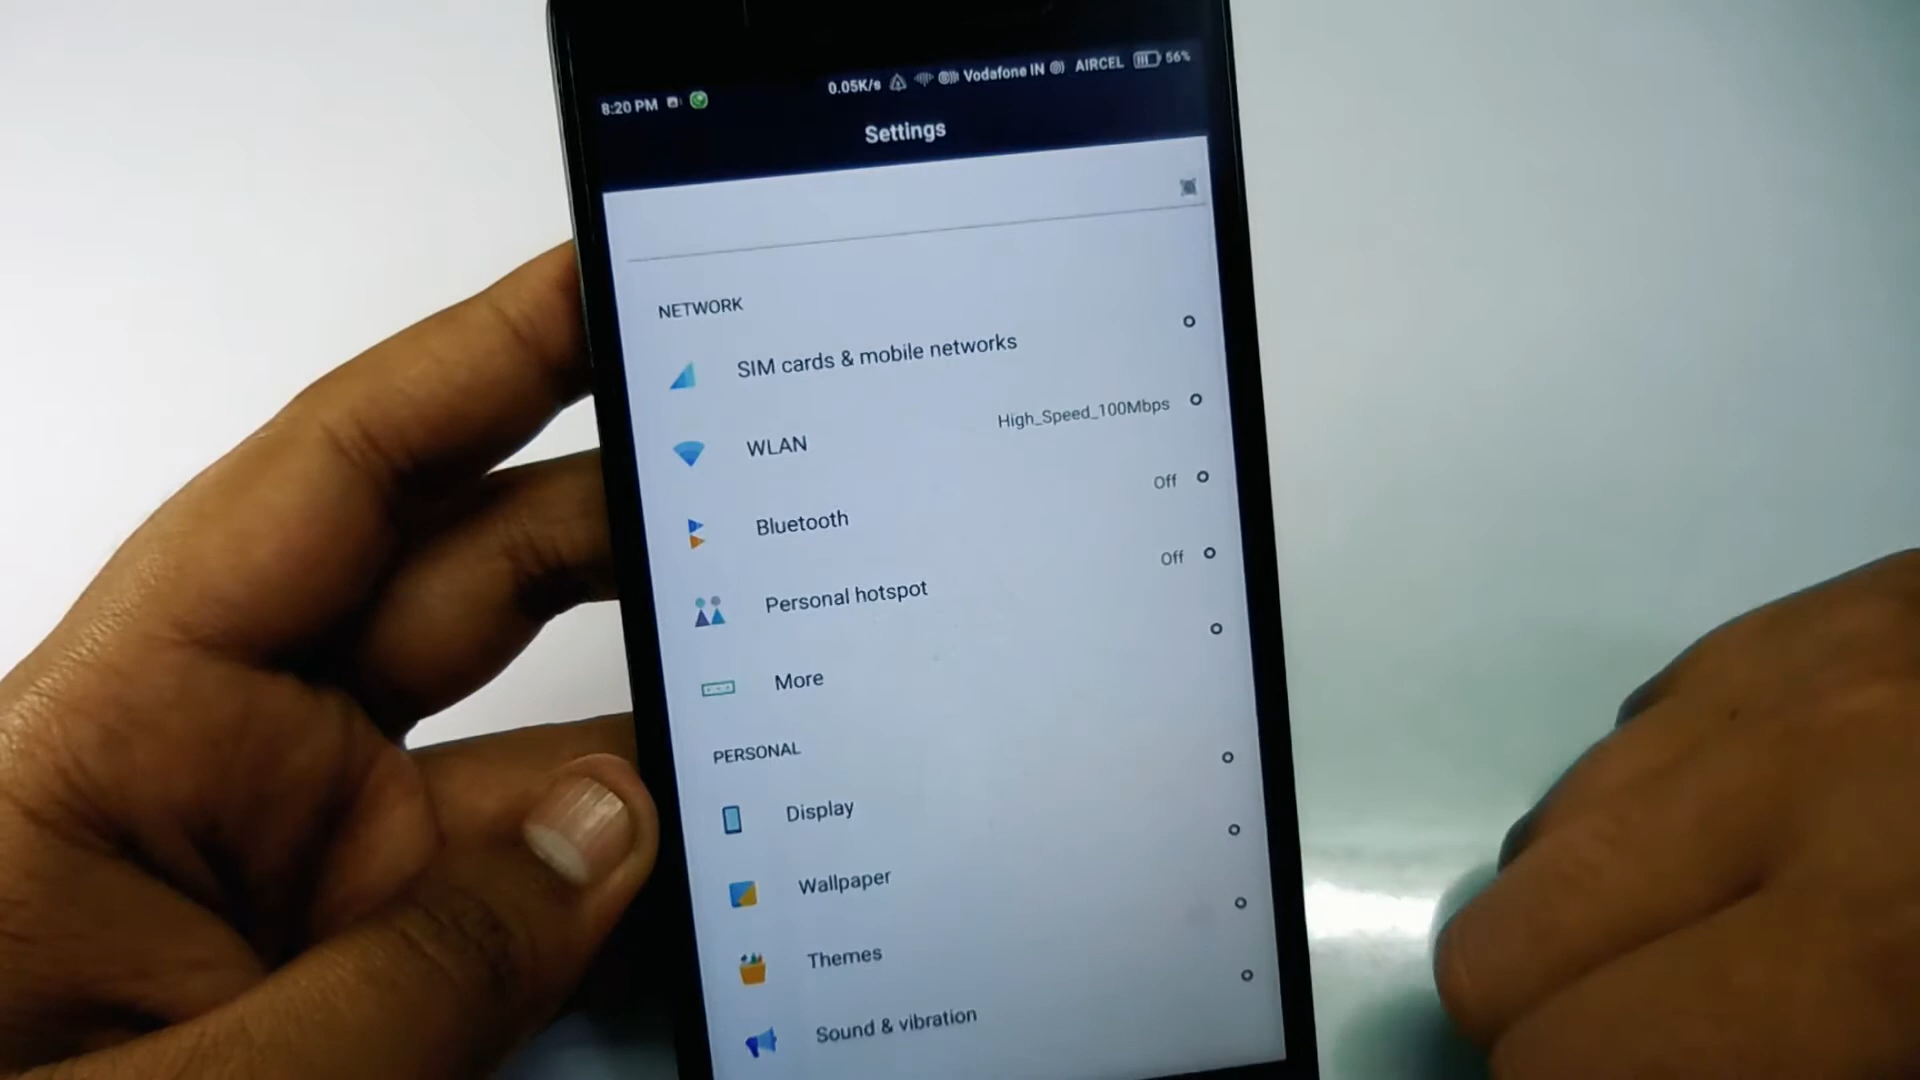 8:20 PM 0.05K/s Vodafone IN AIRCEL 56%
Settings
NETWORK
SIM cards & mobile networks
WLAN High_Speed_100Mbps
Bluetooth Off
Personal hotspot Off
More
PERSONAL
Display
Wallpaper
Themes
Sound & vibration